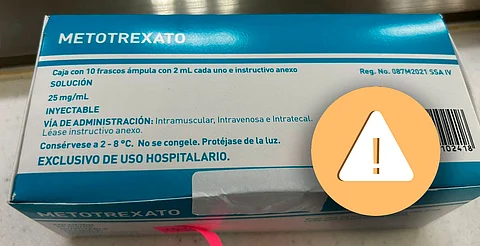 METOTREXATO
Caja con 10 frascos ámpula con 2 mL cada uno e instructivo anexo
Reg. No. 087M2021 SSA IV
SOLUCIÓN
25 mg/mL
INYECTABLE
VÍA DE ADMINISTRACIÓN: Intramuscular, Intravenosa e Intratecal.
Léase instructivo anexo.
Consérvese a 2 - 8 °C. No se congele. Protéjase de la luz.
EXCLUSIVO DE USO HOSPITALARIO.
102418
!
METOTREXATO